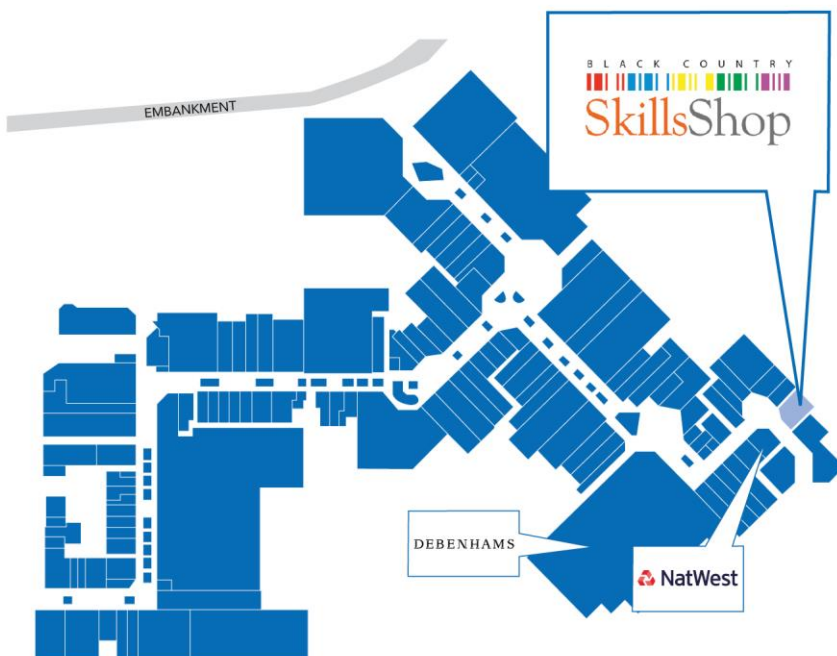 BLACK COUNTRY
SkillsShop
EMBANKMENT
DEBENHAMS
NatWest